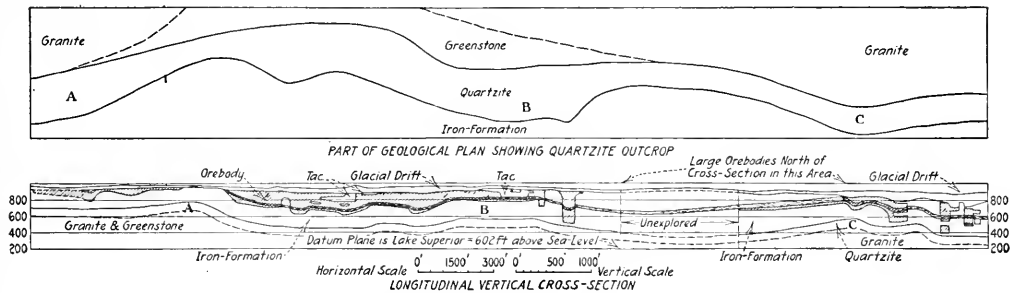 Granite
Greenstone
Granite
A
Quartzite
B
C
Iron-Formation
PART OF GEOLOGICAL PLAN SHOWING QUARTZITE OUTCROP
Large Orebodies North of
Cross-Section in this Area
Orebody
Tac
Glacial Drift
Tac
Glacial Drift
800
600
400
200
A
B
C
800
600
400
200
Granite & Greenstone
Unexplored
Datum Plane is Lake Superior = 602 ft above Sea-Level
Granite
Iron-Formation
Iron-Formation
Quartzite
Horizontal Scale 0' 1500' 3000' 0' 500' 1000' Vertical Scale
LONGITUDINAL VERTICAL CROSS-SECTION